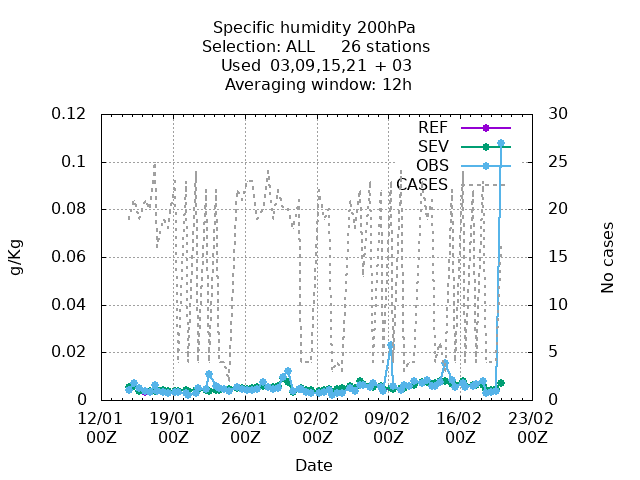 Specific humidity 200hPa
Selection: ALL 26 stations
Used 03,09,15,21 + 03
Averaging window: 12h
0.12
0.1
0.08
0.06
0.04
0.02
0
g/Kg
30
25
20
15
10
5
0
No cases
REF
SEV
OBS
CASES
12/01 19/01 26/01 02/02 09/02 16/02 23/02
00Z 00Z 00Z 00Z 00Z 00Z 00Z
Date